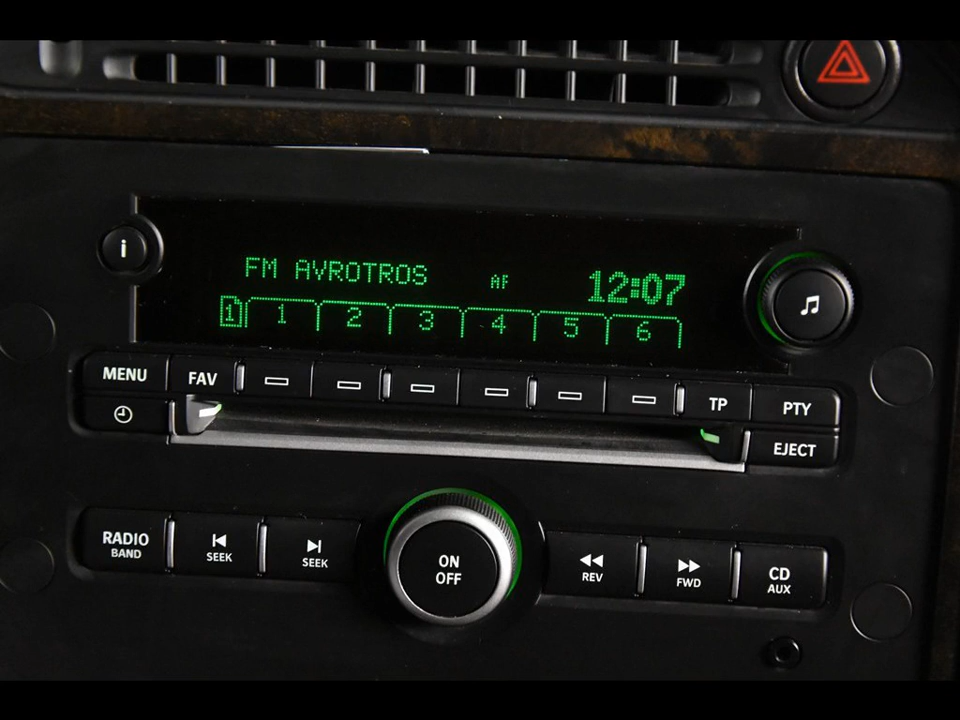 i
FM AVROTROS AF 12:07
1 1 2 3 4 5 6
MENU FAV TP PTY
EJECT
RADIO
BAND
SEEK
SEEK
ON
OFF
REV
FWD
CD
AUX